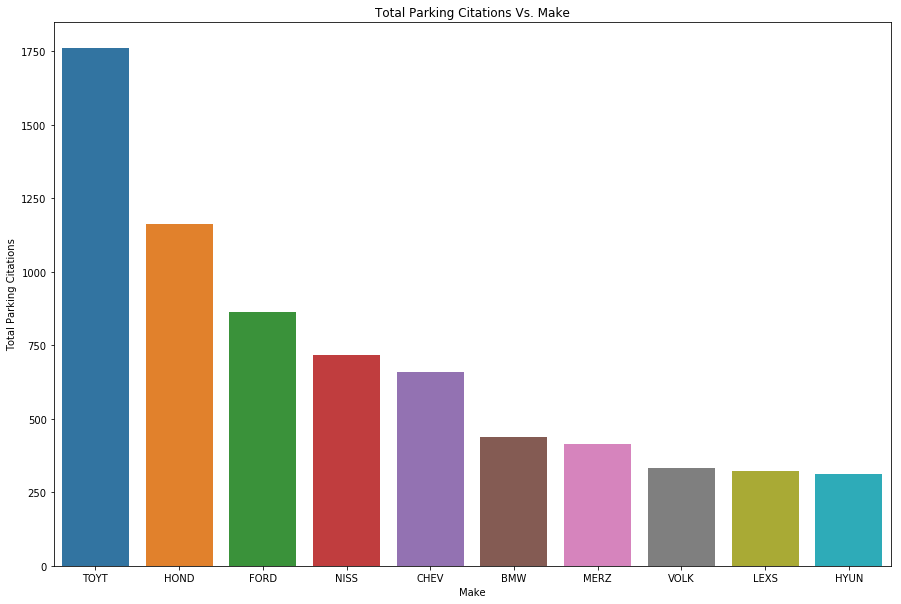 Total Parking Citations Vs. Make
Total Parking Citations
1750
1500
1250
1000
750
500
250
0
TOYT HOND FORD NISS CHEV BMW MERZ VOLK LEXS HYUN
Make